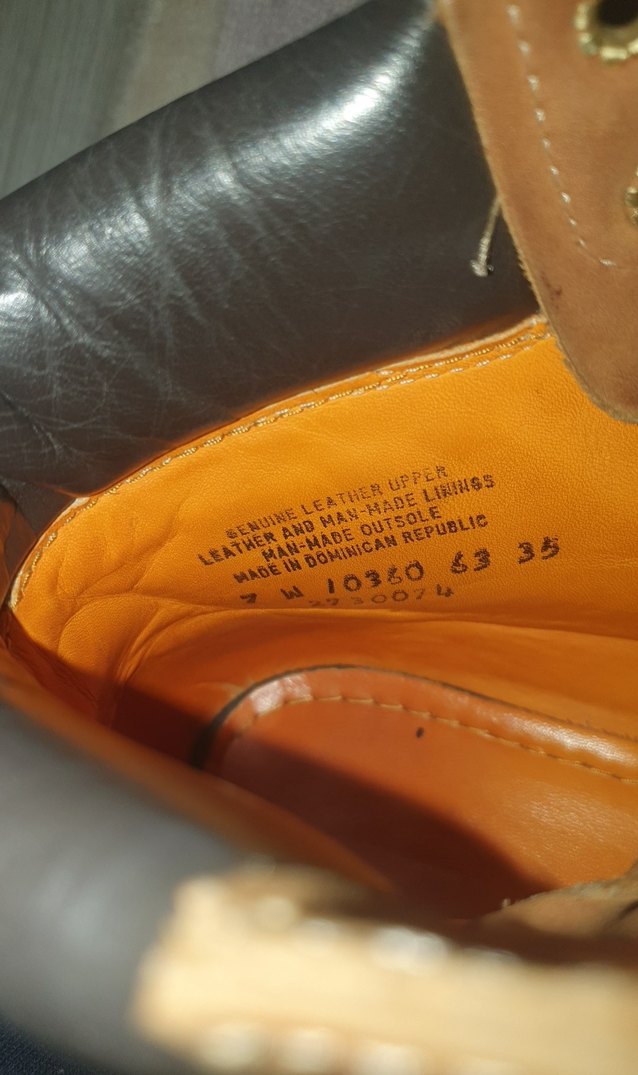 GENUINE LEATHER UPPER
LEATHER AND MAN-MADE LININGS
MAN-MADE OUTSOLE
MADE IN DOMINICAN REPUBLIC
7 W 10360 63 35
2730074